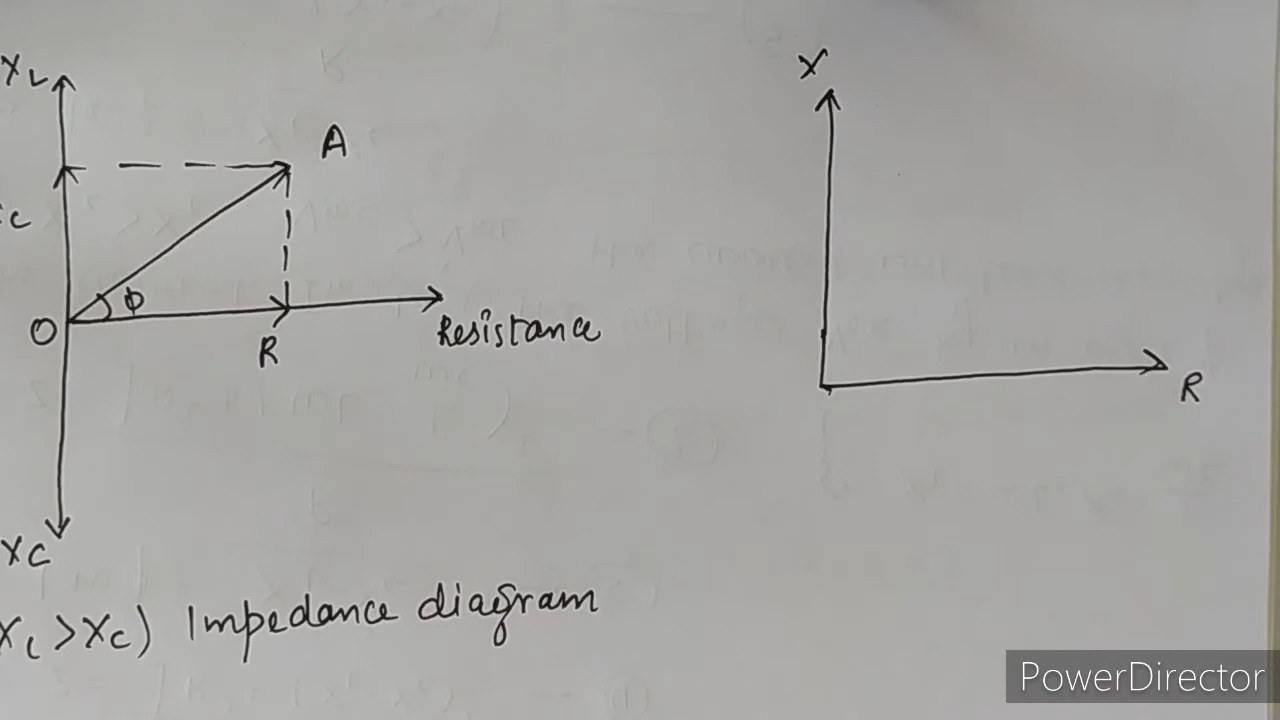 XL
A
C
Φ
O
R
Resistance
XC
XL > XC) Impedance diagram
X
R
PowerDirector